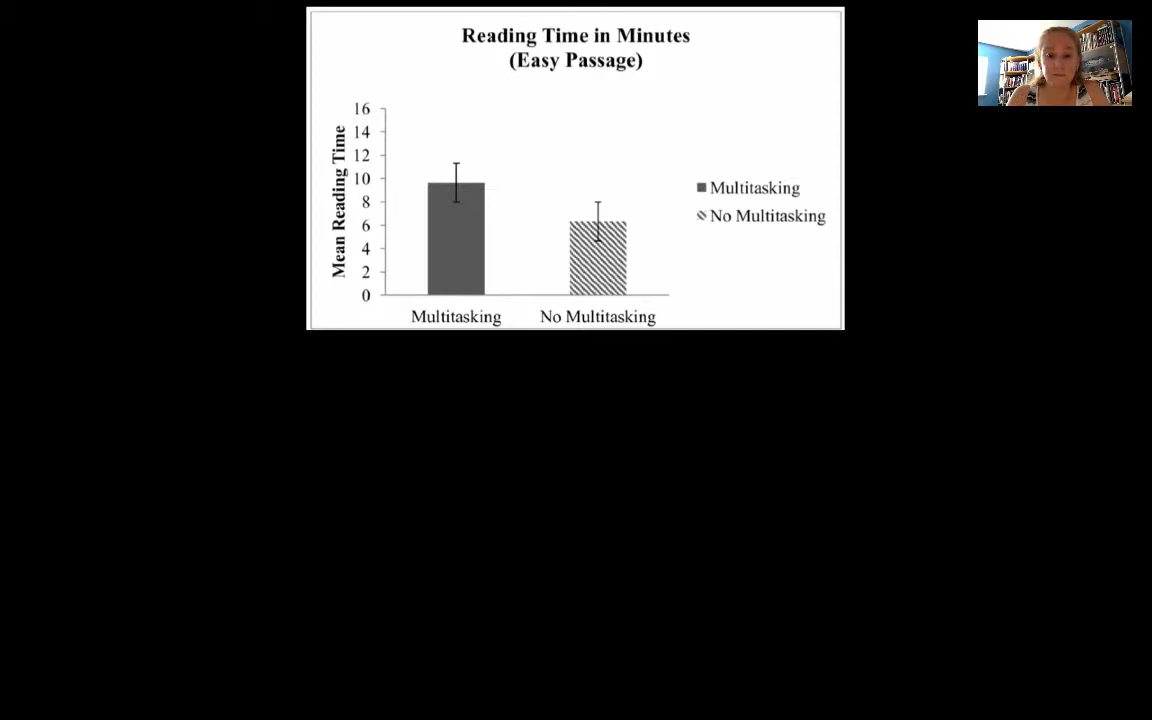 Reading Time in Minutes
(Easy Passage)
Mean Reading Time
16
14
12
10
8
6
4
2
0
Multitasking
No Multitasking
Multitasking
No Multitasking